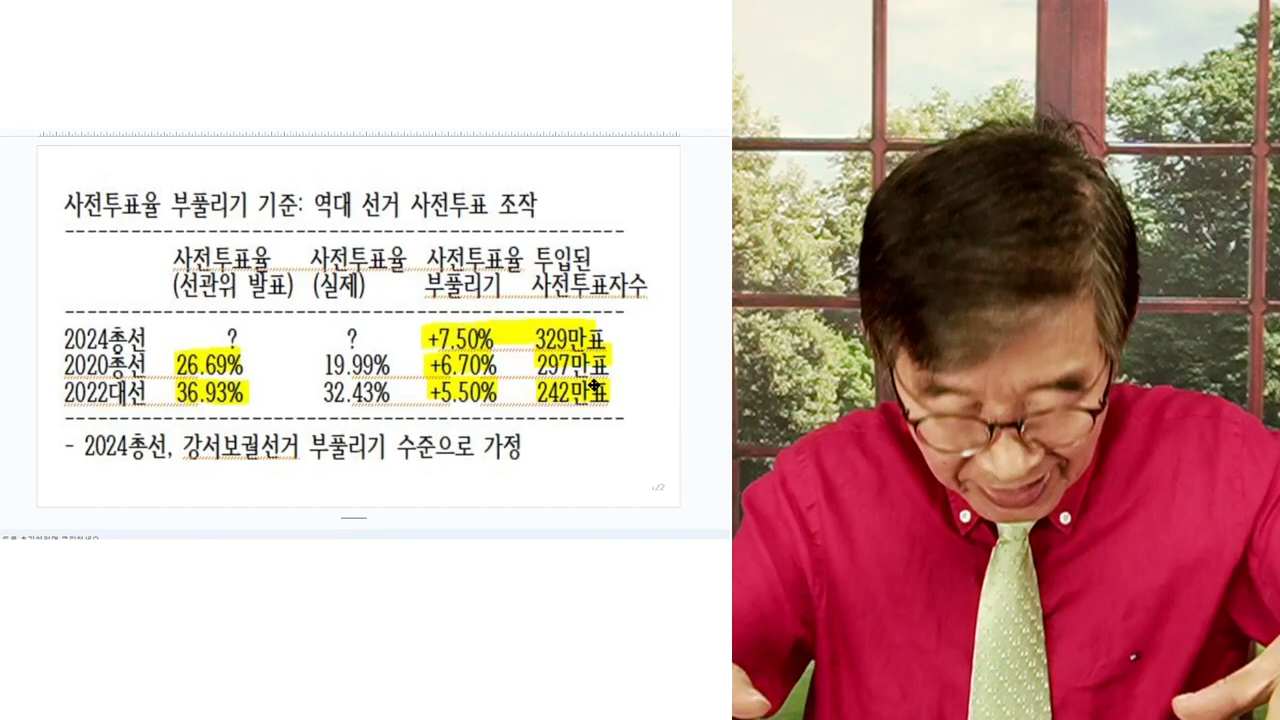 사전투표율 부풀리기 기준: 역대 선거 사전투표 조작
사전투표율 사전투표율 사전투표율 투입된
(선관위 발표) (실제) 부풀리기 사전투표자수
2024총선 ? ? +7.50% 329만표
2020총선 26.69% 19.99% +6.70% 297만표
2022대선 36.93% 32.43% +5.50% 242만표
- 2024총선, 강서보궐선거 부풀리기 수준으로 가정